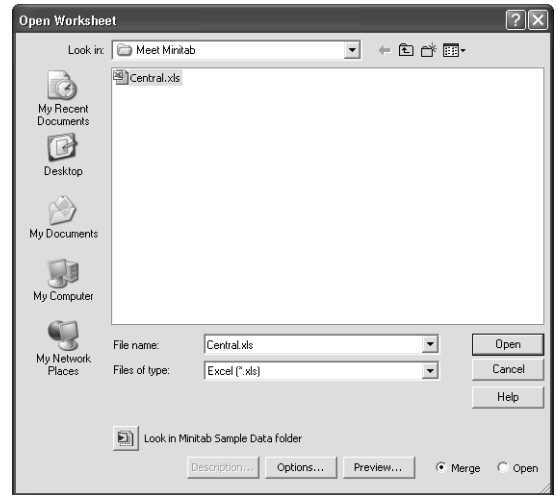 Open Worksheet
Look in: Meet Minitab
Central.xls
My Recent
Documents
Desktop
My Documents
My Computer
My Network
Places
File name: Central.xls Open
Files of type: Excel (*.xls) Cancel
Help
Look in Minitab Sample Data folder
Description... Options... Preview... Merge Open